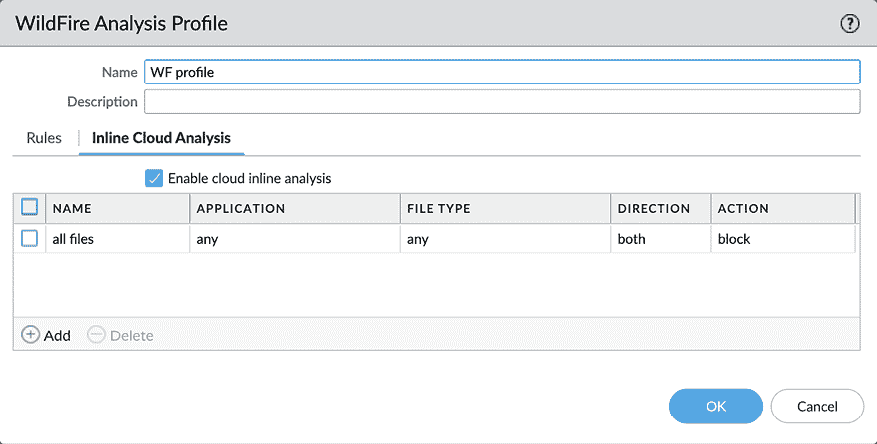 WildFire Analysis Profile
Name WF profile
Description
Rules Inline Cloud Analysis
Enable cloud inline analysis
NAME APPLICATION FILE TYPE DIRECTION ACTION
all files any any both block
Add Delete
OK Cancel